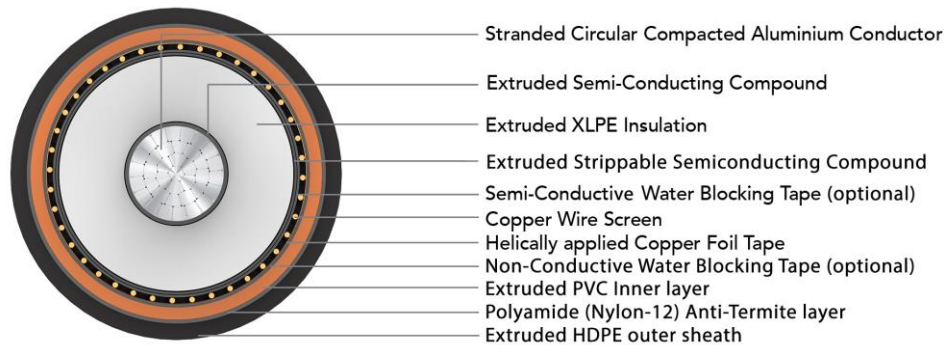 Stranded Circular Compacted Aluminium Conductor
Extruded Semi-Conducting Compound
Extruded XLPE Insulation
Extruded Strippable Semiconducting Compound
Semi-Conductive Water Blocking Tape (optional)
Copper Wire Screen
Helically applied Copper Foil Tape
Non-Conductive Water Blocking Tape (optional)
Extruded PVC Inner layer
Polyamide (Nylon-12) Anti-Termite layer
Extruded HDPE outer sheath